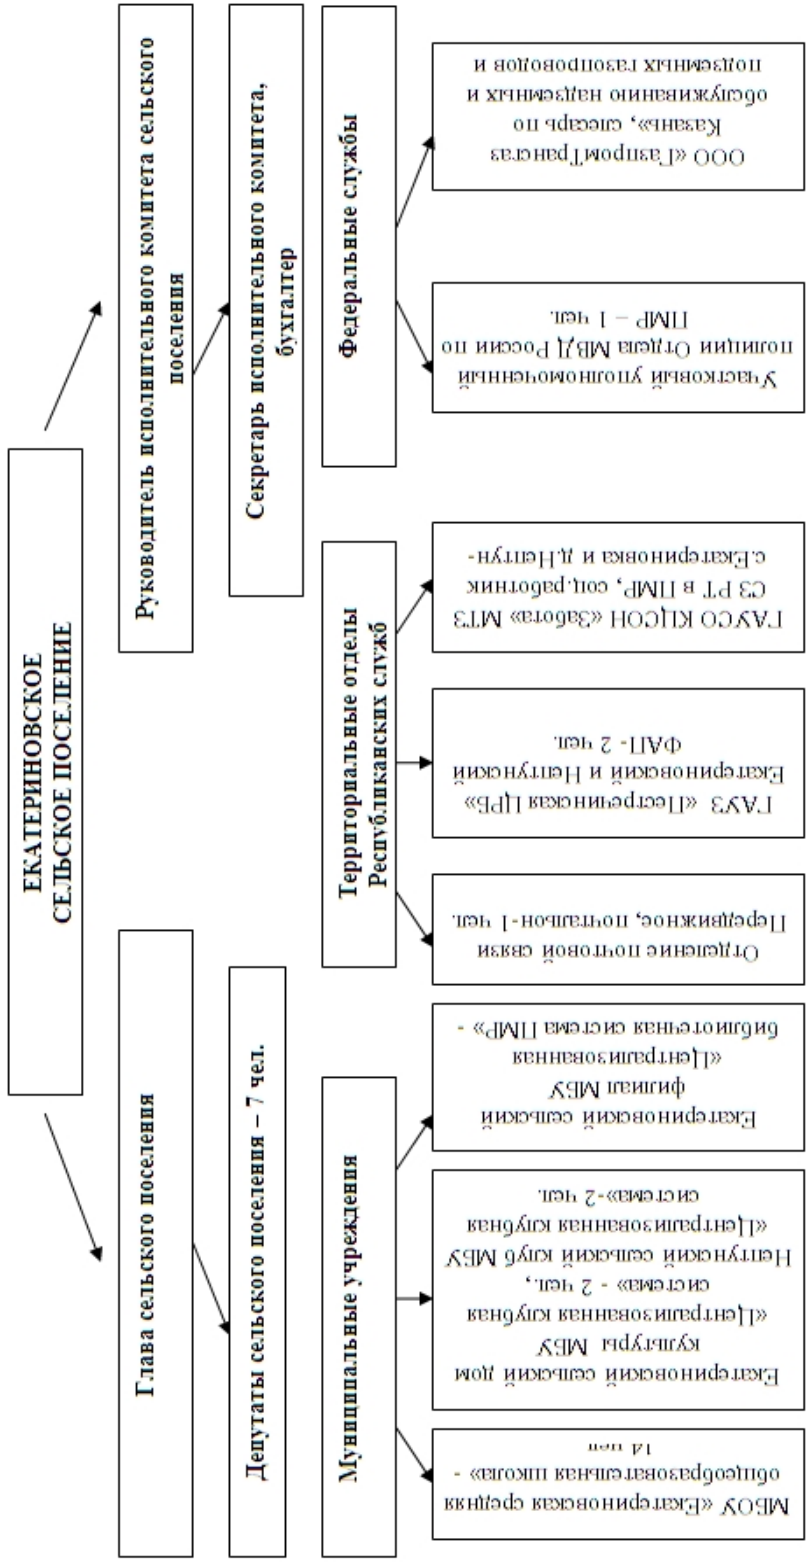 ЕКАТЕРИНОВСКОЕ
СЕЛЬСКОЕ ПОСЕЛЕНИЕ
Глава сельского поселения
Руководитель исполнительного комитета сельского
поселения
Депутаты сельского поселения – 7 чел.
Секретарь исполнительного комитета,
бухгалтер
Муниципальные учреждения
Территориальные отделы
Республиканских служб
Федеральные службы
МБОУ «Екатериновская средняя
общеобразовательная школа» -
14 чел
Екатериновский сельский дом
культуры МБУ
«Централизованная клубная
система» - 2 чел.,
Нептунский сельский клуб МБУ
«Централизованная клубная
система»-2 чел.
Екатериновский сельский
филиал МБУ
«Централизованная
библиотечная система ПМР» -
Отделение почтовой связи
Передвижное, почтальон-1 чел.
ГАУЗ «Пестречинская ЦРБ»
Екатериновский и Нептунский
ФАП- 2 чел.
ГАУСО КЦСОН «Забота» МТЗ
СЗ РТ в ПМР, соц.работник
с.Екатериновка и д.Нептун-
Участковый уполномоченный
полиции Отдела МВД России по
ПМР – 1 чел.
ООО «ГазпромТрансгаз
Казань», слесарь по
обслуживанию надземных и
подземных газопроводов и